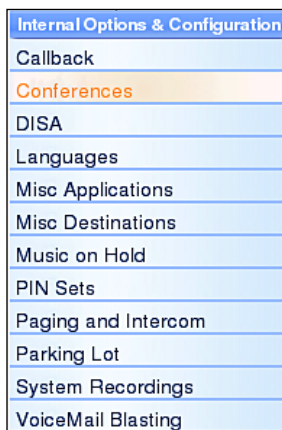 Internal Options & Configuration
Callback
Conferences
DISA
Languages
Misc Applications
Misc Destinations
Music on Hold
PIN Sets
Paging and Intercom
Parking Lot
System Recordings
VoiceMail Blasting